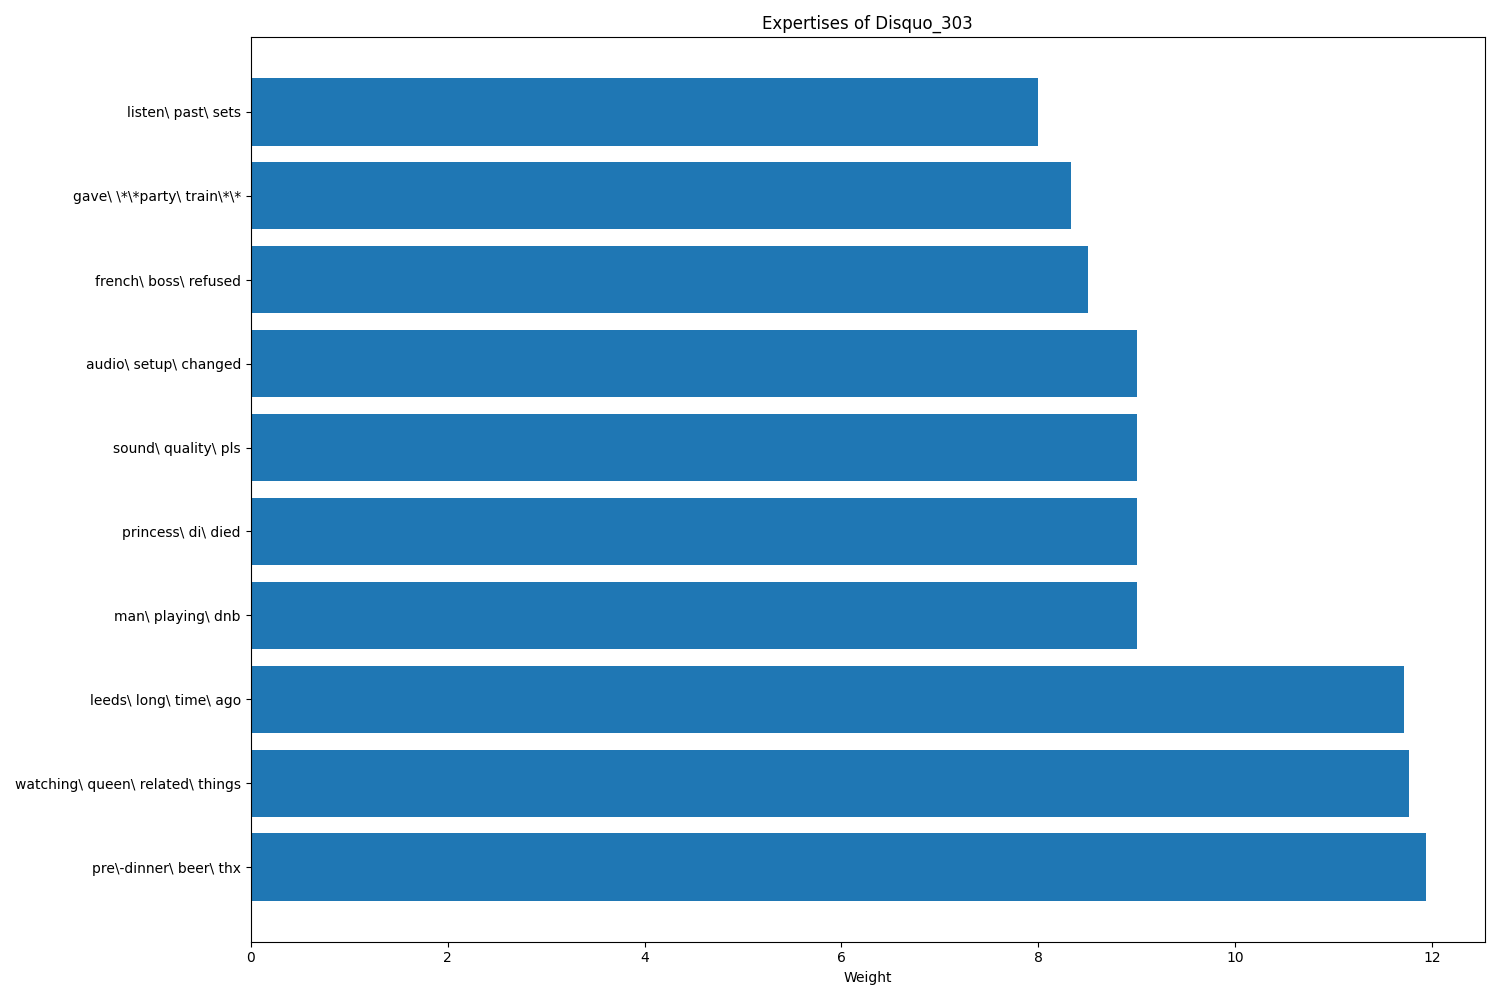 Expertises of Disquo_303
listen\ past\ sets
gave\ \*\*party\ train\*\*
french\ boss\ refused
audio\ setup\ changed
sound\ quality\ pls
princess\ di\ died
man\ playing\ dnb
leeds\ long\ time\ ago
watching\ queen\ related\ things
pre\-dinner\ beer\ thx
0 2 4 6 8 10 12
Weight